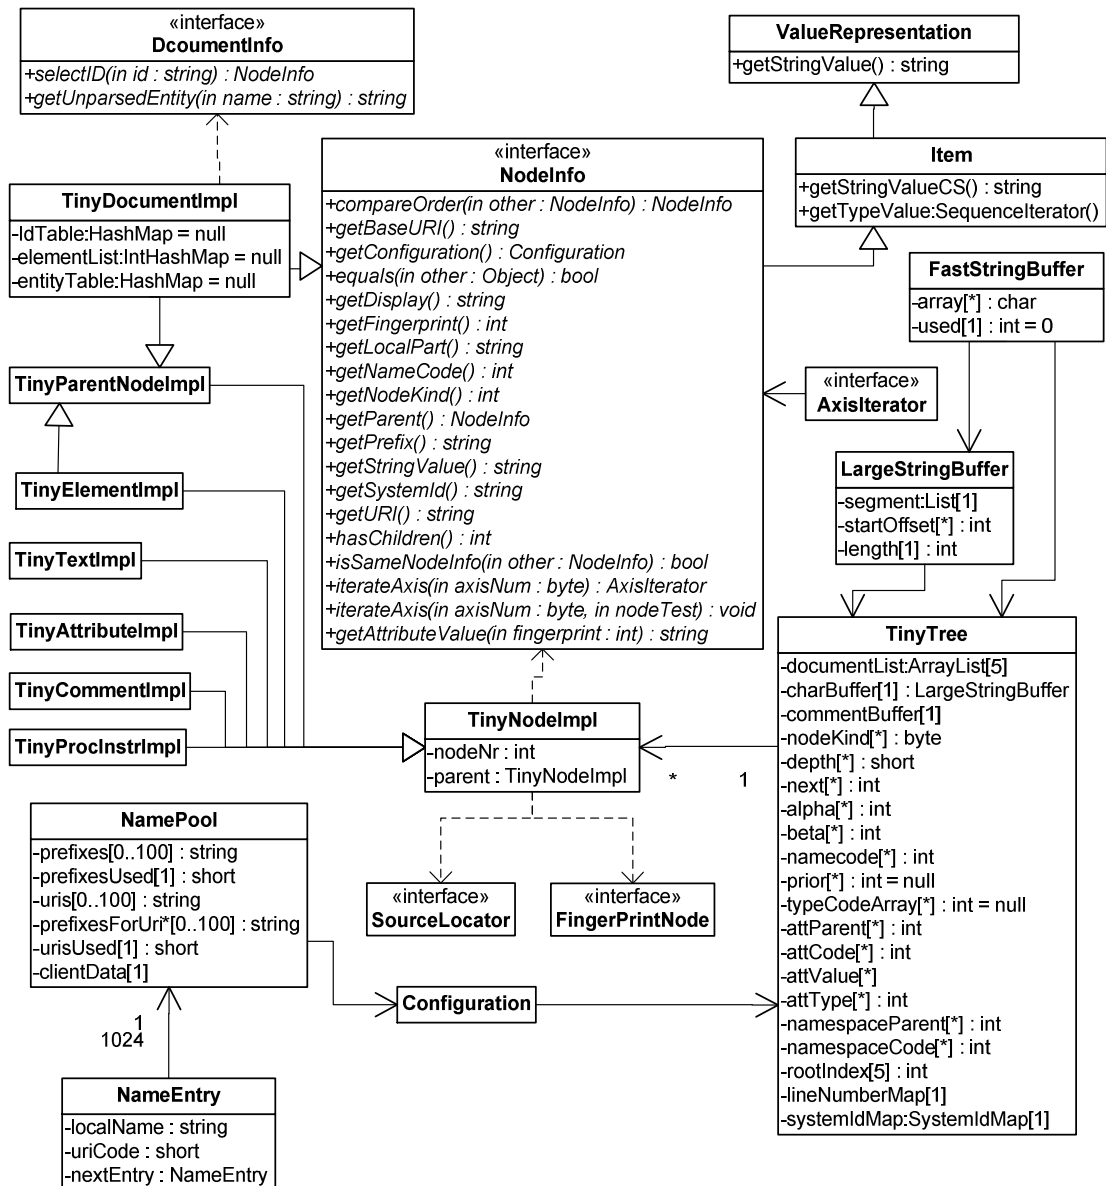 «interface»
DcoumentInfo
+selectID(in id : string) : NodeInfo
+getUnparsedEntity(in name : string) : string
ValueRepresentation
+getStringValue() : string
Item
+getStringValueCS() : string
+getTypeValue:SequenceIterator()
TinyDocumentImpl
-IdTable:HashMap = null
-elementList:IntHashMap = null
-entityTable:HashMap = null
«interface»
NodeInfo
+compareOrder(in other : NodeInfo) : NodeInfo
+getBaseURI() : string
+getConfiguration() : Configuration
+equals(in other : Object) : bool
+getDisplay() : string
+getFingerprint() : int
+getLocalPart() : string
+getNameCode() : int
+getNodeKind() : int
+getParent() : NodeInfo
+getPrefix() : string
+getStringValue() : string
+getSystemId() : string
+getURI() : string
+hasChildren() : int
+isSameNodeInfo(in other : NodeInfo) : bool
+iterateAxis(in axisNum : byte) : AxisIterator
+iterateAxis(in axisNum : byte, in nodeTest) : void
+getAttributeValue(in fingerprint : int) : string
FastStringBuffer
-array[*] : char
-used[1] : int = 0
«interface»
AxisIterator
LargeStringBuffer
-segment:List[1]
-startOffset[*] : int
-length[1] : int
TinyParentNodeImpl
TinyElementImpl
TinyTextImpl
TinyAttributeImpl
TinyCommentImpl
TinyProcInstrImpl
TinyNodeImpl
-nodeNr : int
-parent : TinyNodeImpl
*
1
TinyTree
-documentList:ArrayList[5]
-charBuffer[1] : LargeStringBuffer
-commentBuffer[1]
-nodeKind[*] : byte
-depth[*] : short
-next[*] : int
-alpha[*] : int
-beta[*] : int
-namecode[*] : int
-prior[*] : int = null
-typeCodeArray[*] : int = null
-attParent[*] : int
-attCode[*] : int
-attValue[*]
-attType[*] : int
-namespaceParent[*] : int
-namespaceCode[*] : int
-rootIndex[5] : int
-lineNumberMap[1]
-systemIdMap:SystemIdMap[1]
«interface»
SourceLocator
«interface»
FingerPrintNode
NamePool
-prefixes[0..100] : string
-prefixesUsed[1] : short
-uris[0..100] : string
-prefixesForUri*[0..100] : string
-urisUsed[1] : short
-clientData[1]
Configuration
1
1024
NameEntry
-localName : string
-uriCode : short
-nextEntry : NameEntry